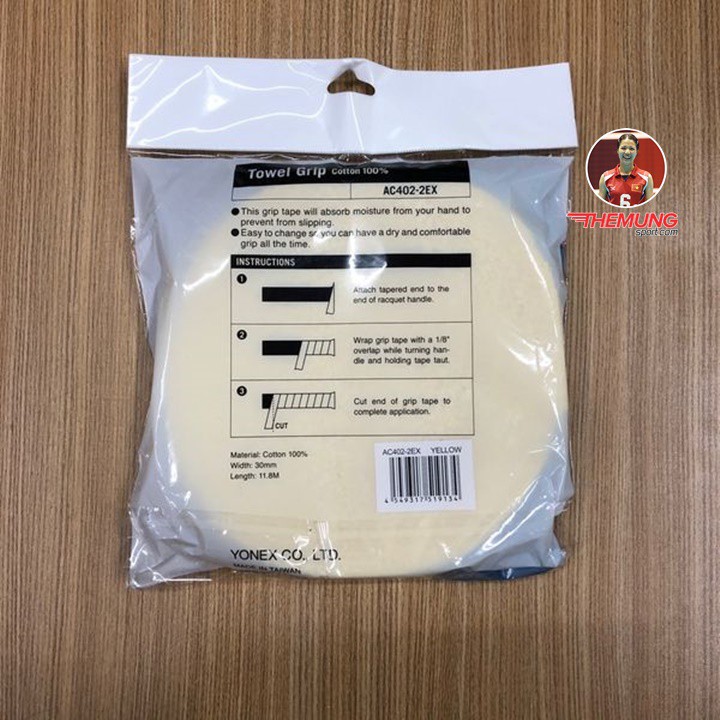 Towel Grip Cotton 100%
AC402-2EX
●This grip tape will absorb moisture from your hand to
prevent from slipping.
●Easy to change so you can have a dry and comfortable
grip all the time.
INSTRUCTIONS
1
Attach tapered end to the
end of racquet handle.
2
Wrap grip tape with a 1/8"
overlap while turning han-
dle and holding tape taut.
3
Cut end of grip tape to
complete application.
CUT
Material: Cotton 100%
Width: 30mm
Length: 11.8M
AC402-2EX YELLOW
4 549317 519134
YONEX CO., LTD.
MADE IN TAIWAN
6
THEMUNG
sport.com